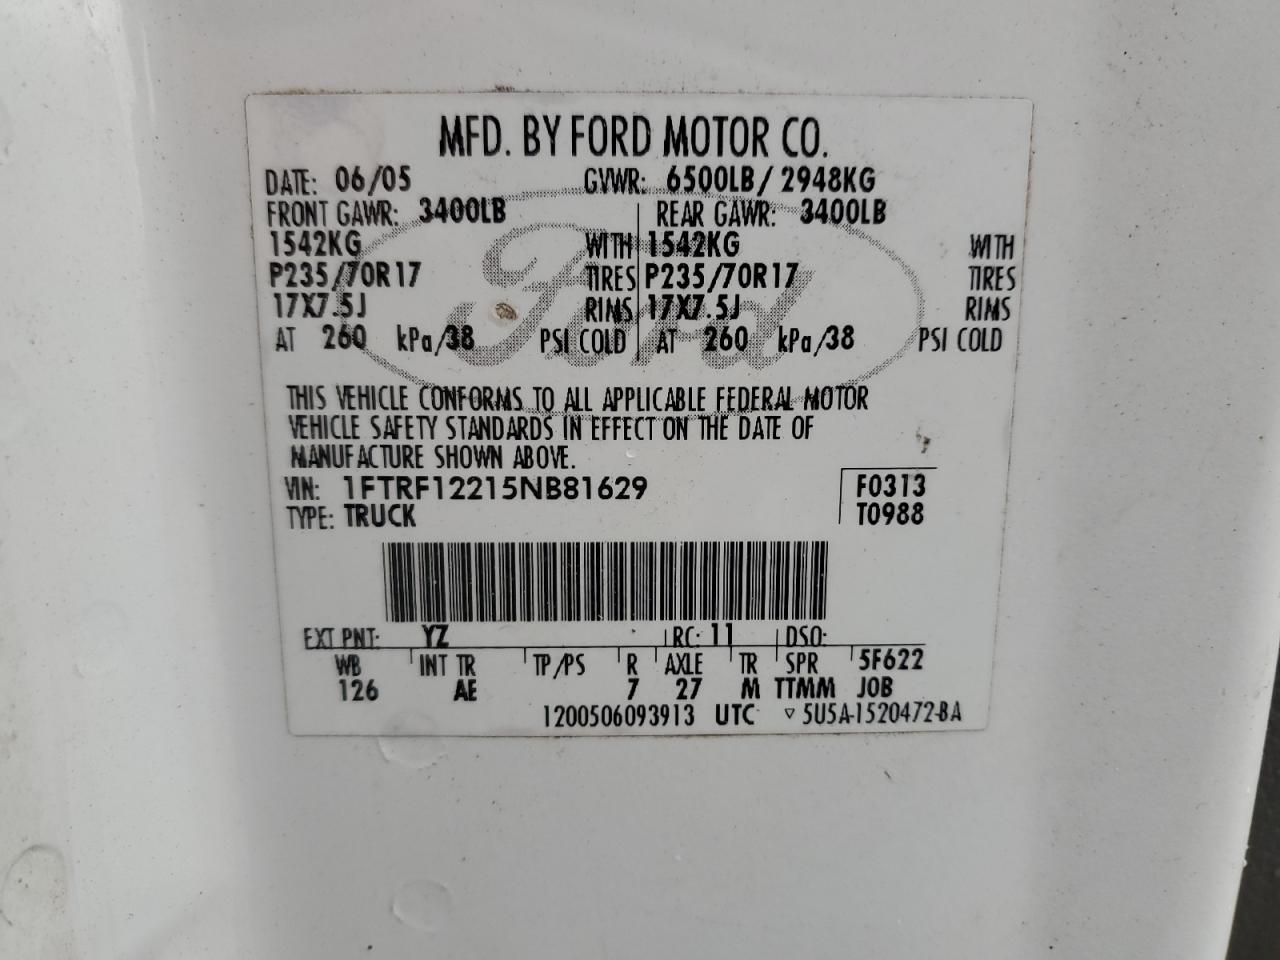 MFD. BY FORD MOTOR CO.
DATE: 06/05 GVWR: 6500LB/ 2948KG
FRONT GAWR: 3400LB REAR GAWR: 3400LB
1542KG WITH 1542KG WITH
P235/70R17 TIRES P235/70R17 TIRES
17X7.5J RIMS 17X7.5J RIMS
AT 260 kPa/38 PSI COLD AT 260 kPa/38 PSI COLD
Ford
THIS VEHICLE CONFORMS TO ALL APPLICABLE FEDERAL MOTOR
VEHICLE SAFETY STANDARDS IN EFFECT ON THE DATE OF
MANUFACTURE SHOWN ABOVE.
VIN: 1FTRF12215NB81629 F0313
TYPE: TRUCK T0988
EXT PNT: YZ RC: 11 DSO:
WB INT TR TP/PS R AXLE TR SPR 5F622
126 AE 7 27 M TTMM JOB
1200506093913 UTC ▽ 5U5A-1520472-BA